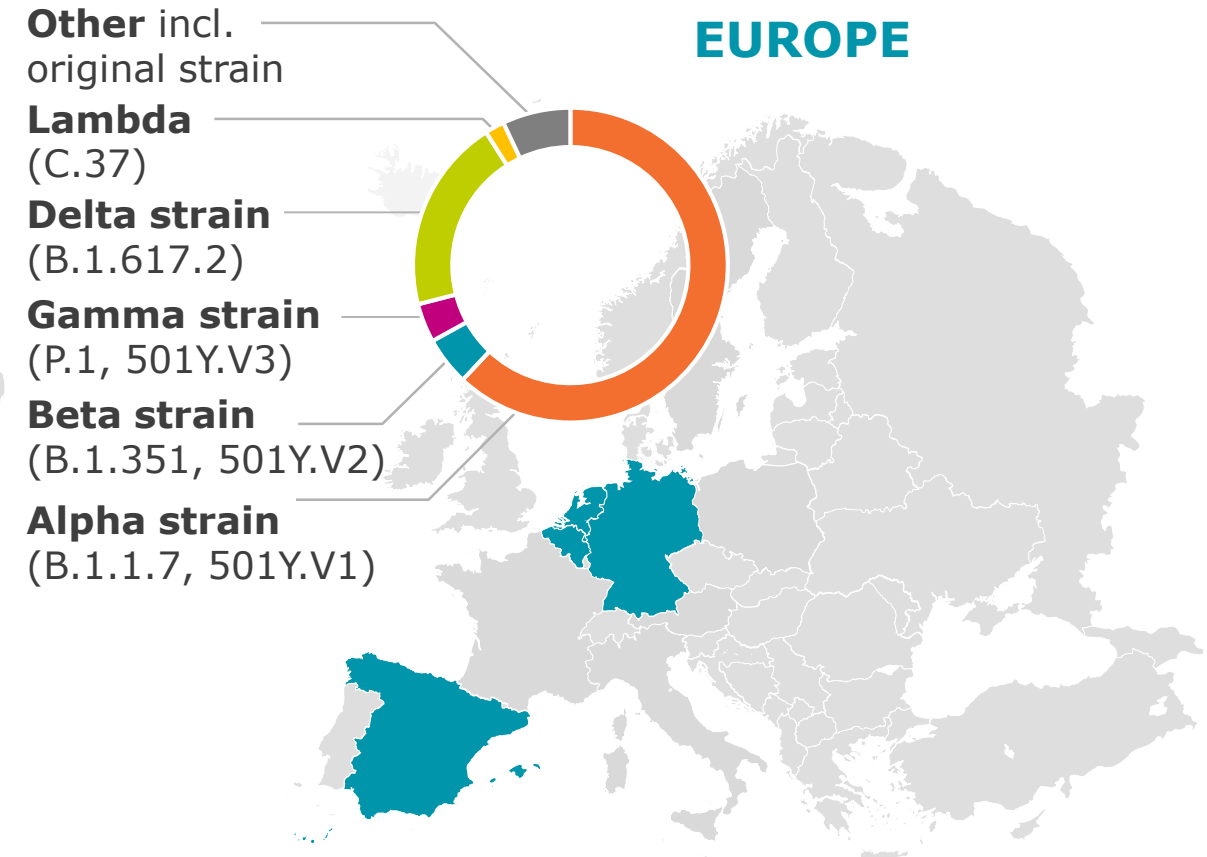 EUROPE
Other incl.
original strain
Lambda
(C.37)
Delta strain
(B.1.617.2)
Gamma strain
(P.1, 501Y.V3)
Beta strain
(B.1.351, 501Y.V2)
Alpha strain
(B.1.1.7, 501Y.V1)